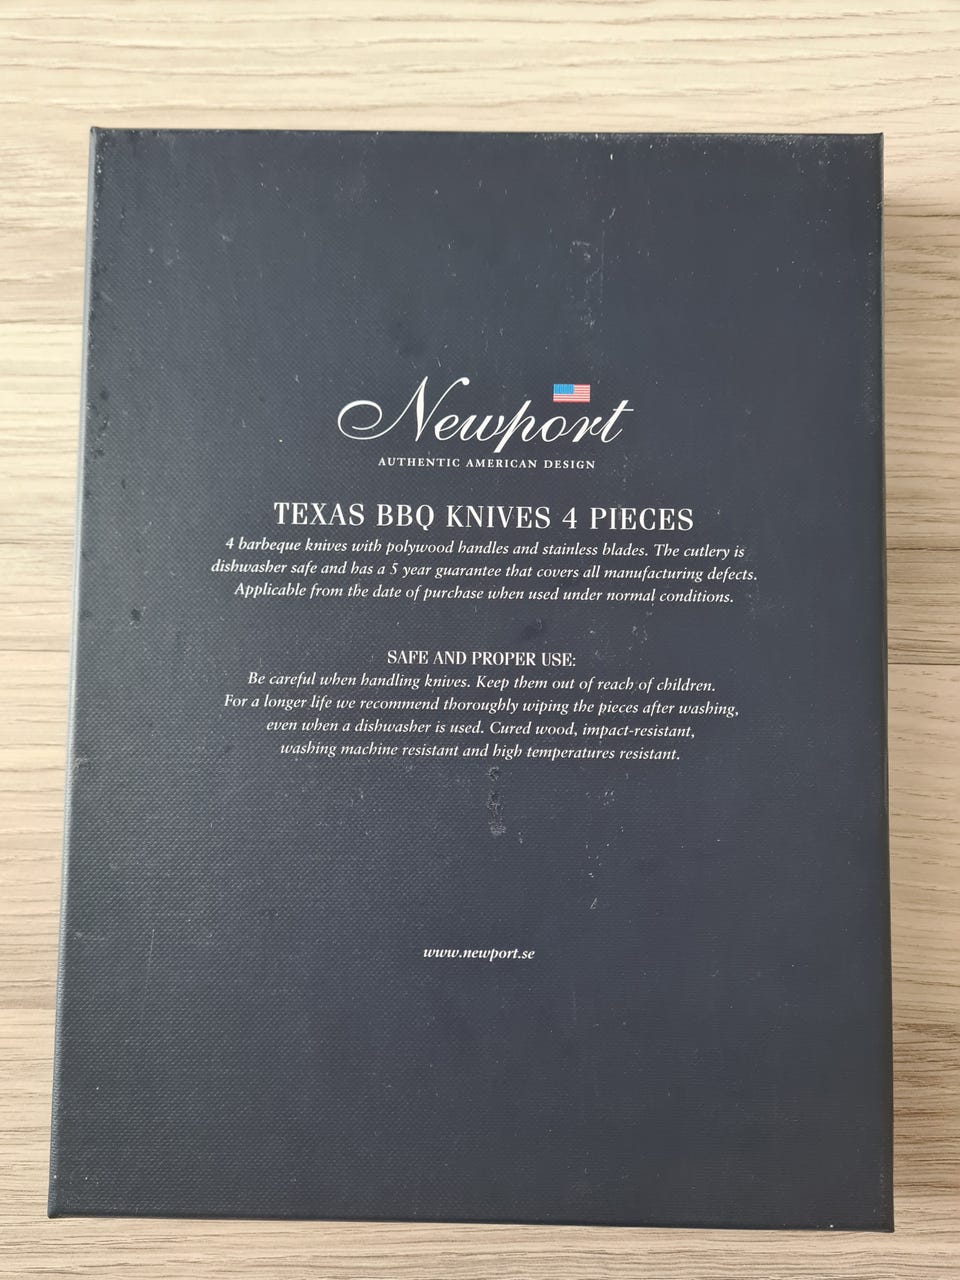 Newport
AUTHENTIC AMERICAN DESIGN
TEXAS BBQ KNIVES 4 PIECES
4 barbeque knives with polywood handles and stainless blades. The cutlery is
dishwasher safe and has a 5 year guarantee that covers all manufacturing defects.
Applicable from the date of purchase when used under normal conditions.
SAFE AND PROPER USE:
Be careful when handling knives. Keep them out of reach of children.
For a longer life we recommend thoroughly wiping the pieces after washing,
even when a dishwasher is used. Cured wood, impact-resistant,
washing machine resistant and high temperatures resistant.
www.newport.se